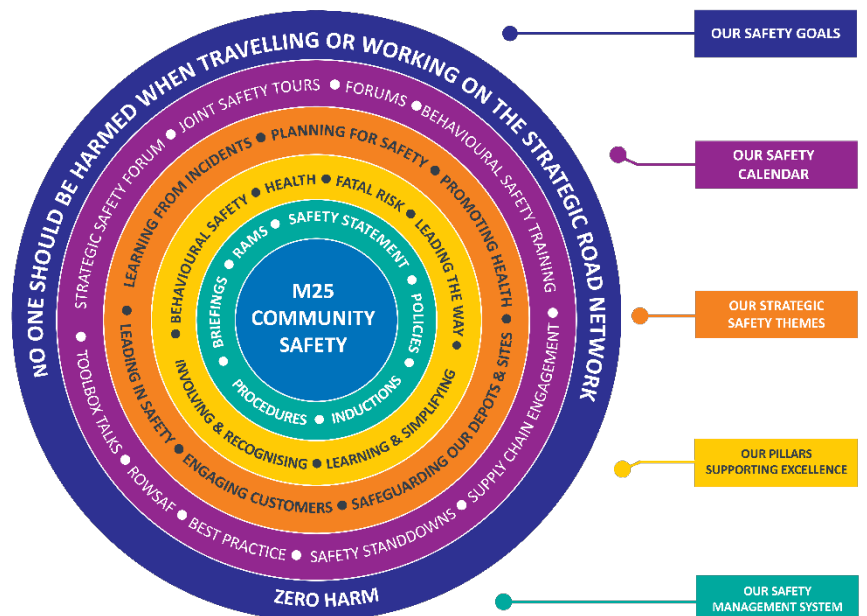 NO ONE SHOULD BE HARMED WHEN TRAVELLING OR WORKING ON THE STRATEGIC ROAD NETWORK
ZERO HARM
STRATEGIC SAFETY FORUM ● JOINT SAFETY TOURS ● FORUMS ● BEHAVIOURAL SAFETY TRAINING ● SUPPLY CHAIN ENGAGEMENT ● SAFETY STANDDOWNS ● BEST PRACTICE ● ROWSAF ● TOOLBOX TALKS ●
LEARNING FROM INCIDENTS ● PLANNING FOR SAFETY ● PROMOTING HEALTH ● SAFEGUARDING OUR DEPOTS & SITES ● ENGAGING CUSTOMERS ● LEADING IN SAFETY ●
BEHAVIOURAL SAFETY ● HEALTH ● FATAL RISK ● LEADING THE WAY ● LEARNING & SIMPLIFYING ● INVOLVING & RECOGNISING ●
BRIEFINGS ● RAMS ● SAFETY STATEMENT ● POLICIES ● INDUCTIONS ● PROCEDURES ●
M25
COMMUNITY
SAFETY
OUR SAFETY GOALS
OUR SAFETY
CALENDAR
OUR STRATEGIC
SAFETY THEMES
OUR PILLARS
SUPPORTING EXCELLENCE
OUR SAFETY
MANAGEMENT SYSTEM